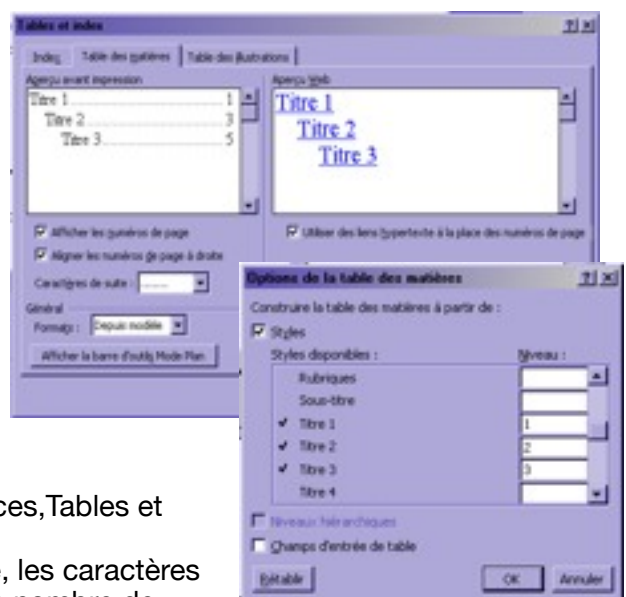 Tables et index
Index Table des matières Table des illustrations
Aperçu avant impression
Titre 1 ........ 1
Titre 2 ........ 3
Titre 3 ........ 5
Aperçu Web
Titre 1
Titre 2
Titre 3
Afficher les numéros de page
Aligner les numéros de page à droite
Caractères de suite : ........
Utiliser des liens hypertexte à la place des numéros de page
Général
Formats : Depuis modèle
Afficher la barre d'outils Mode Plan
Options de la table des matières
Construire la table des matières à partir de :
Styles
Styles disponibles : Niveau :
Rubriques
Sous-titre
Titre 1 1
Titre 2 2
Titre 3 3
Titre 4
Niveaux hiérarchiques
Champs d'entrée de table
Rétablir OK Annuler
ces,Tables et
, les caractères
nombre de